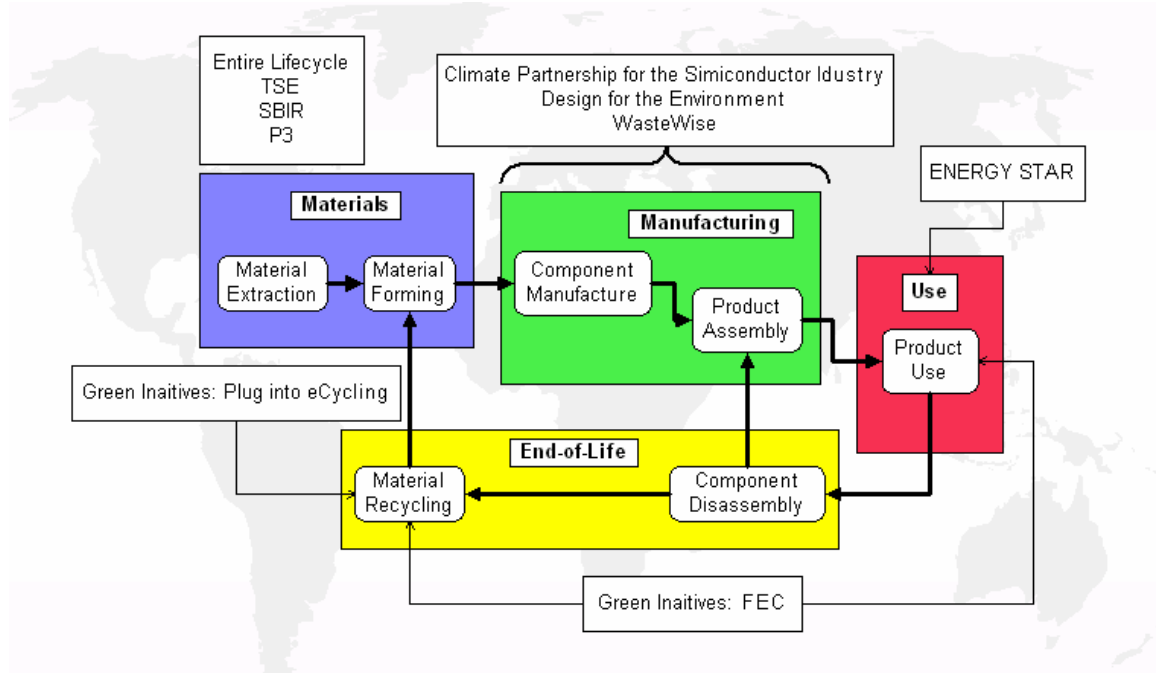 Entire Lifecycle
TSE
SBIR
P3
Climate Partnership for the Simiconductor Idustry
Design for the Environment
WasteWise
ENERGY STAR
Materials
Manufacturing
Material
Extraction
Material
Forming
Component
Manufacture
Product
Assembly
Use
Product
Use
Green Inaitives: Plug into eCycling
End-of-Life
Material
Recycling
Component
Disassembly
Green Inaitives: FEC